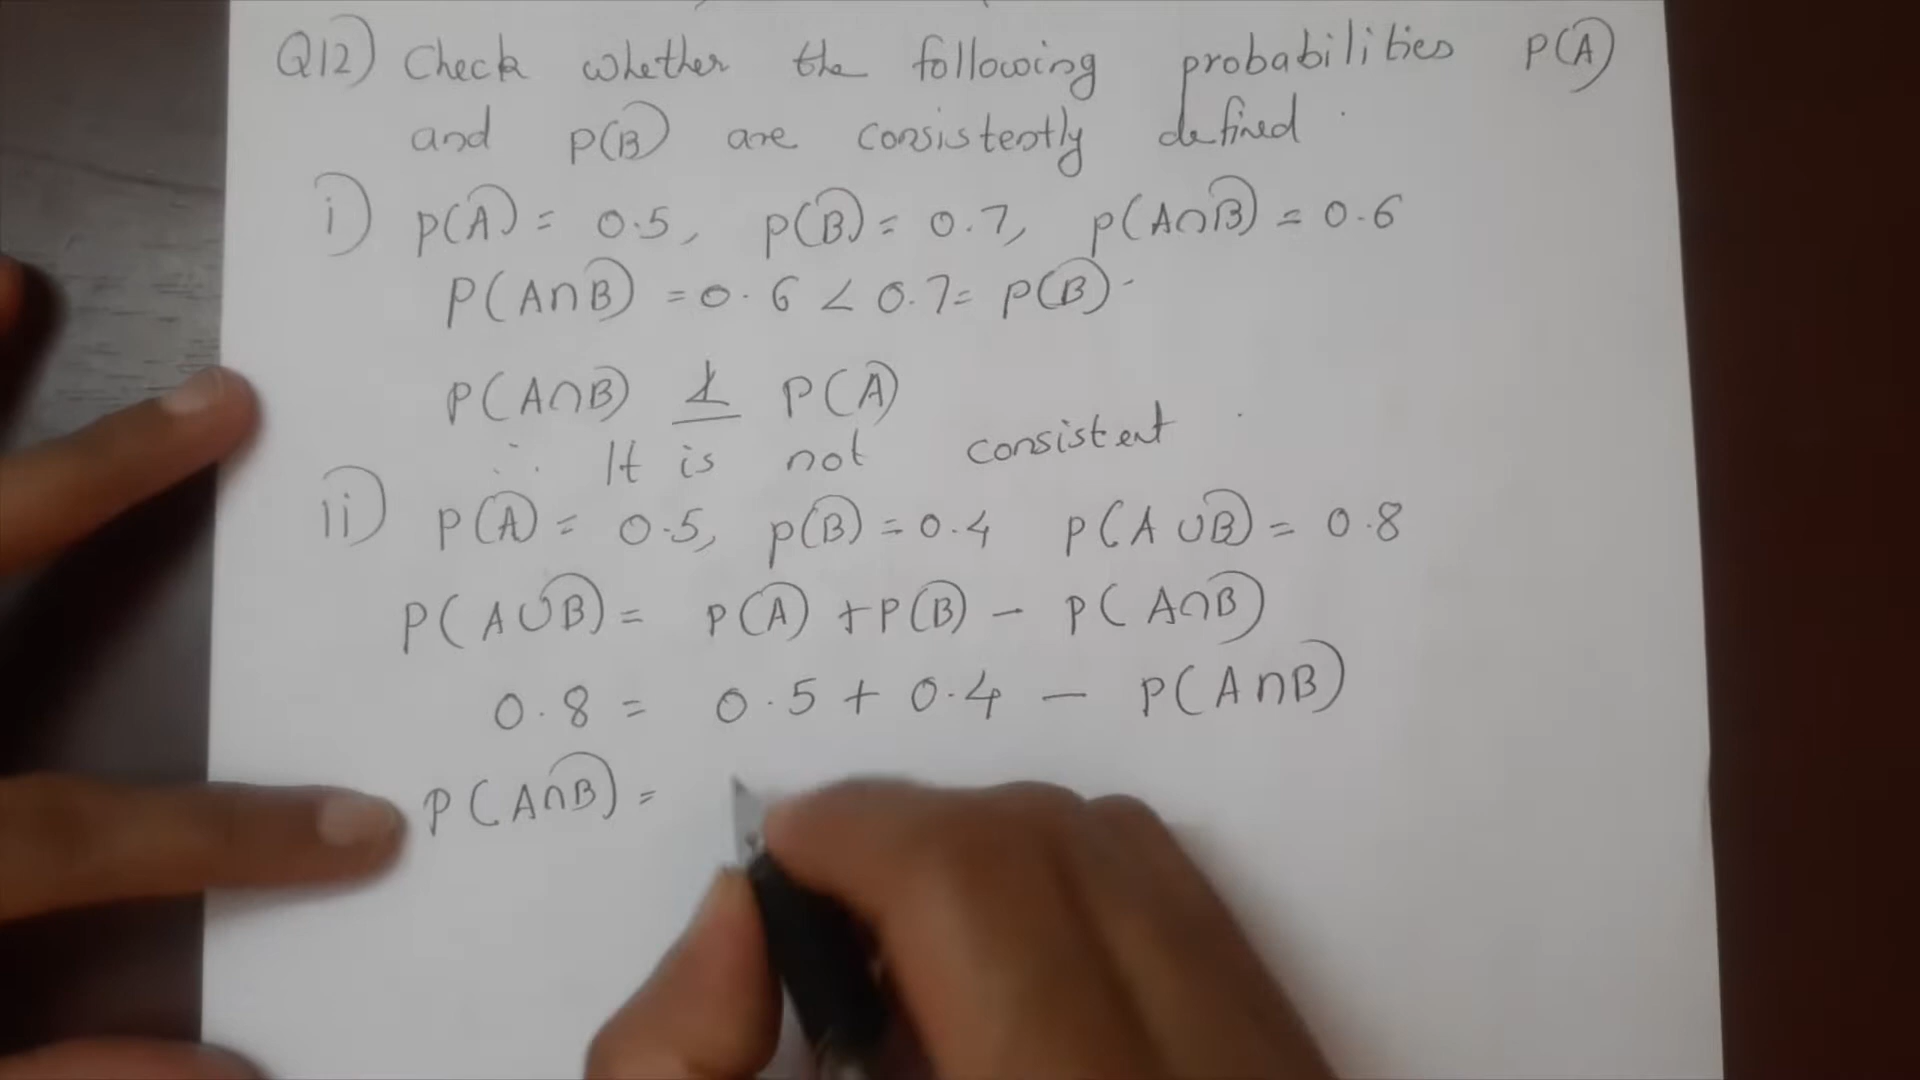 Q12) Check whether the following probabilities P(A)
and P(B) are consistently defined.
i) P(A) = 0.5, P(B) = 0.7, P(A∩B) = 0.6
P(A∩B) = 0.6 < 0.7 = P(B).
P(A∩B) ≰ P(A)
∴ It is not consistent
ii) P(A) = 0.5, P(B) = 0.4 P(A∪B) = 0.8
P(A∪B) = P(A) + P(B) - P(A∩B)
0.8 = 0.5 + 0.4 - P(A∩B)
P(A∩B) =